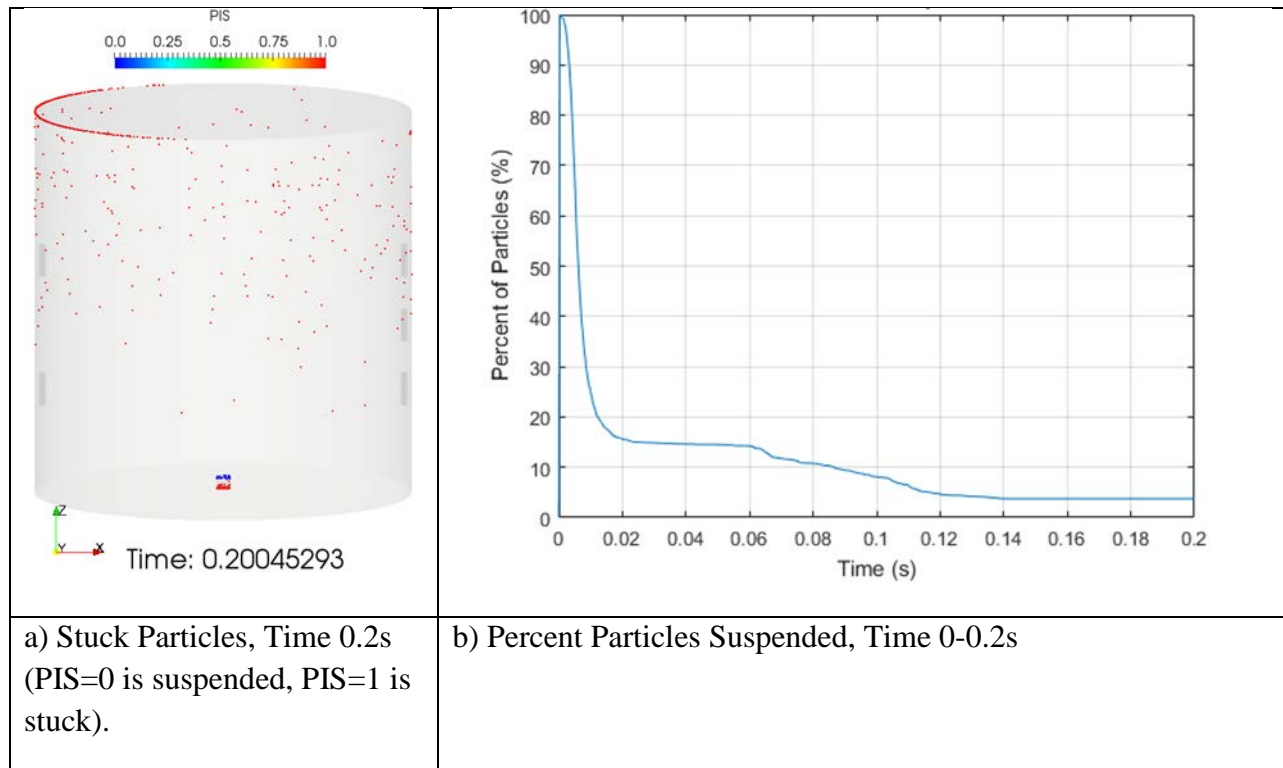 PIS
0.0 0.25 0.50 0.75 1.0
Z
Y X
Time: 0.20045293
100
90
80
70
60
50
40
30
20
10
0
Percent of Particles (%)
0 0.02 0.04 0.06 0.08 0.1 0.12 0.14 0.16 0.18 0.2
Time (s)
a) Stuck Particles, Time 0.2s
(PIS=0 is suspended, PIS=1 is
stuck).
b) Percent Particles Suspended, Time 0-0.2s